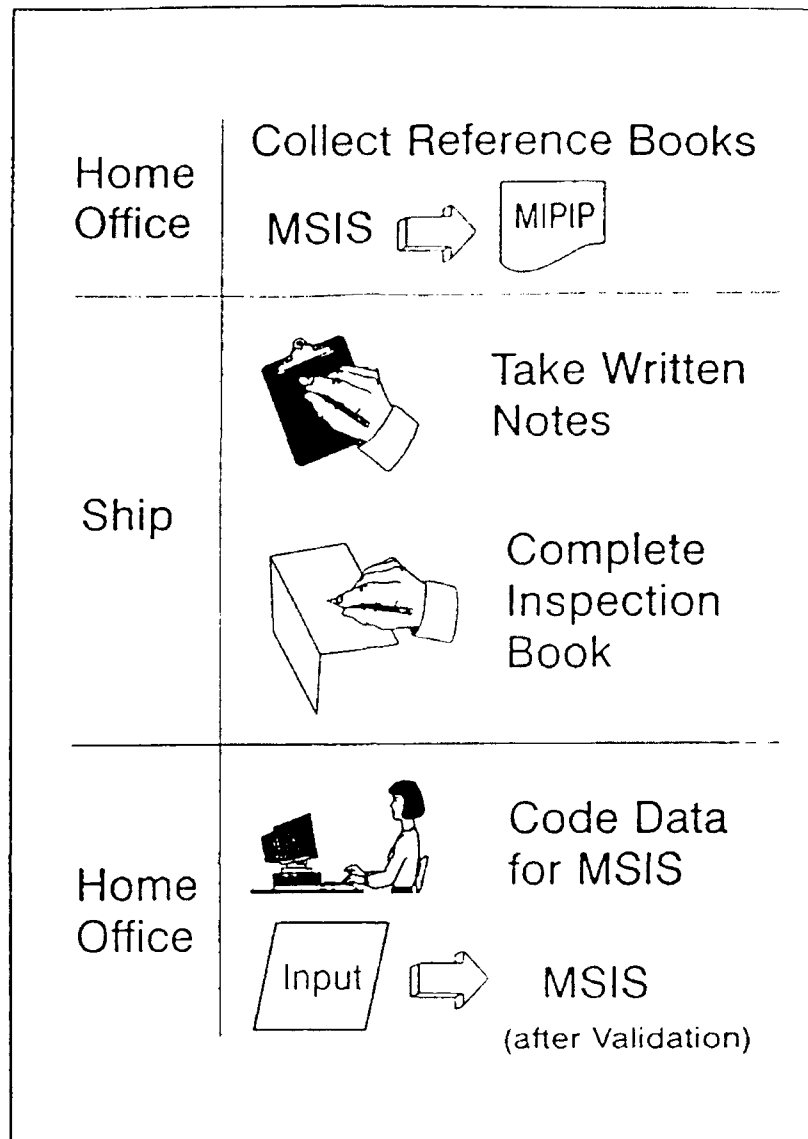 Home
Office
Collect Reference Books
MSIS
MIPIP
Ship
Take Written
Notes
Complete
Inspection
Book
Home
Office
Code Data
for MSIS
Input
MSIS
(after Validation)